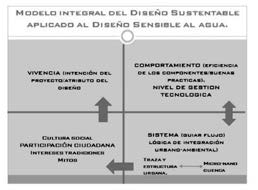 Modelo integral del Diseño Sustentable
aplicado al Diseño Sensible al agua.
VIVENCIA (intención del
proyecto/atributo del
diseño)
COMPORTAMIENTO (eficiencia
de los componentes/buenas
practicas).
NIVEL DE GESTION
TECNOLOGICA
Cultura social
PARTICIPACIÓN CIUDADANA
Intereses tradiciones
Mitos
SISTEMA (guiar flujo)
(lógica de integración
urbano-ambiental)
Traza y
estructura
urbana.
Micro-nano
cuenca